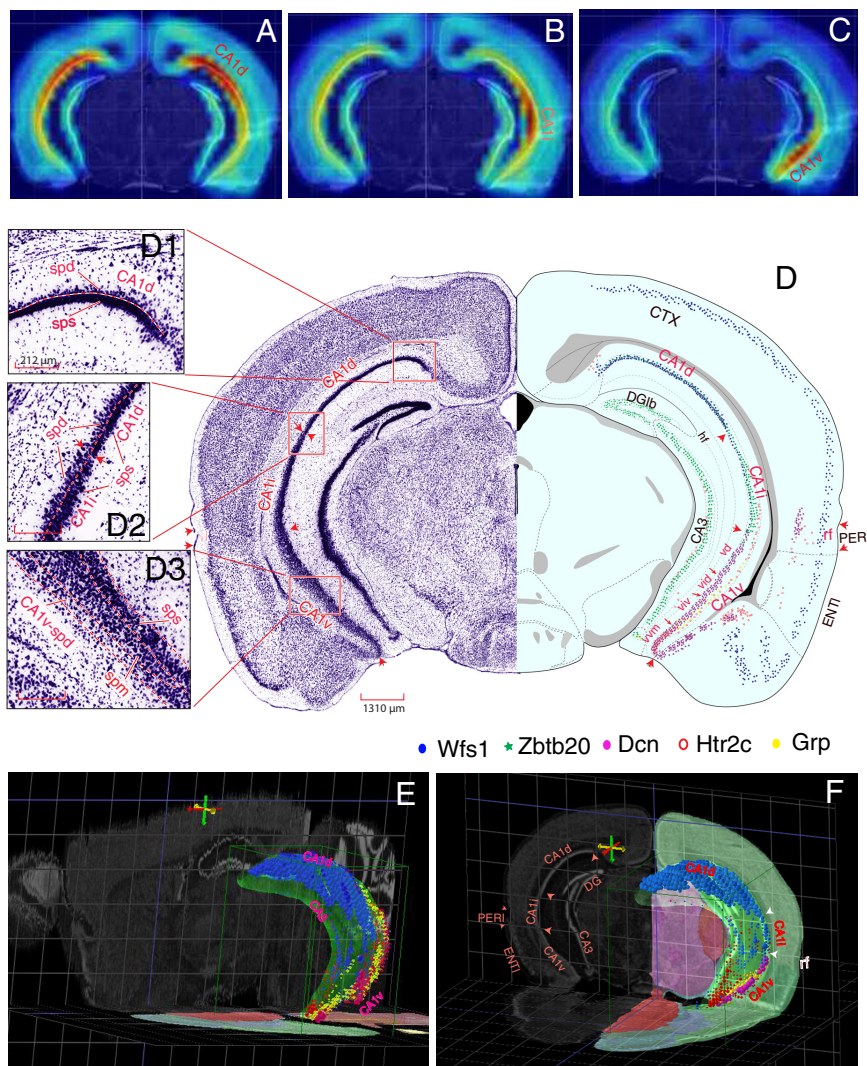 A
CA1d
B
CA1i
C
CA1v
D1
spd
CA1d
sps
212 µm
D2
spd
CA1d
sps
CA1i
D3
sps
CA1v-spd
spm
D
CA1d
CA1i
CA1v
1310 µm
CTX
CA1d
DGlb
hf
CA1i
CA3
rf
PER
vd
vid
viv
vvm
CA1v
ENTl
Wfs1
Zbtb20
Dcn
Htr2c
Grp
E
CA1d
CA1v
F
CA1d
DG
PERI
CA1i
CA3
ENTl
CA1v
CA1d
CA1i
rf
CA1v